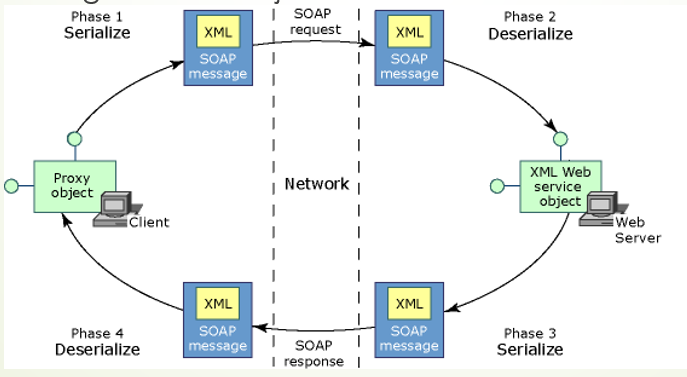 Phase 1
Serialize
XML
SOAP
message
SOAP
request
XML
SOAP
message
Phase 2
Deserialize
Proxy
object
Client
Network
XML Web
service
object
Web
Server
Phase 4
Deserialize
XML
SOAP
message
SOAP
response
XML
SOAP
message
Phase 3
Serialize